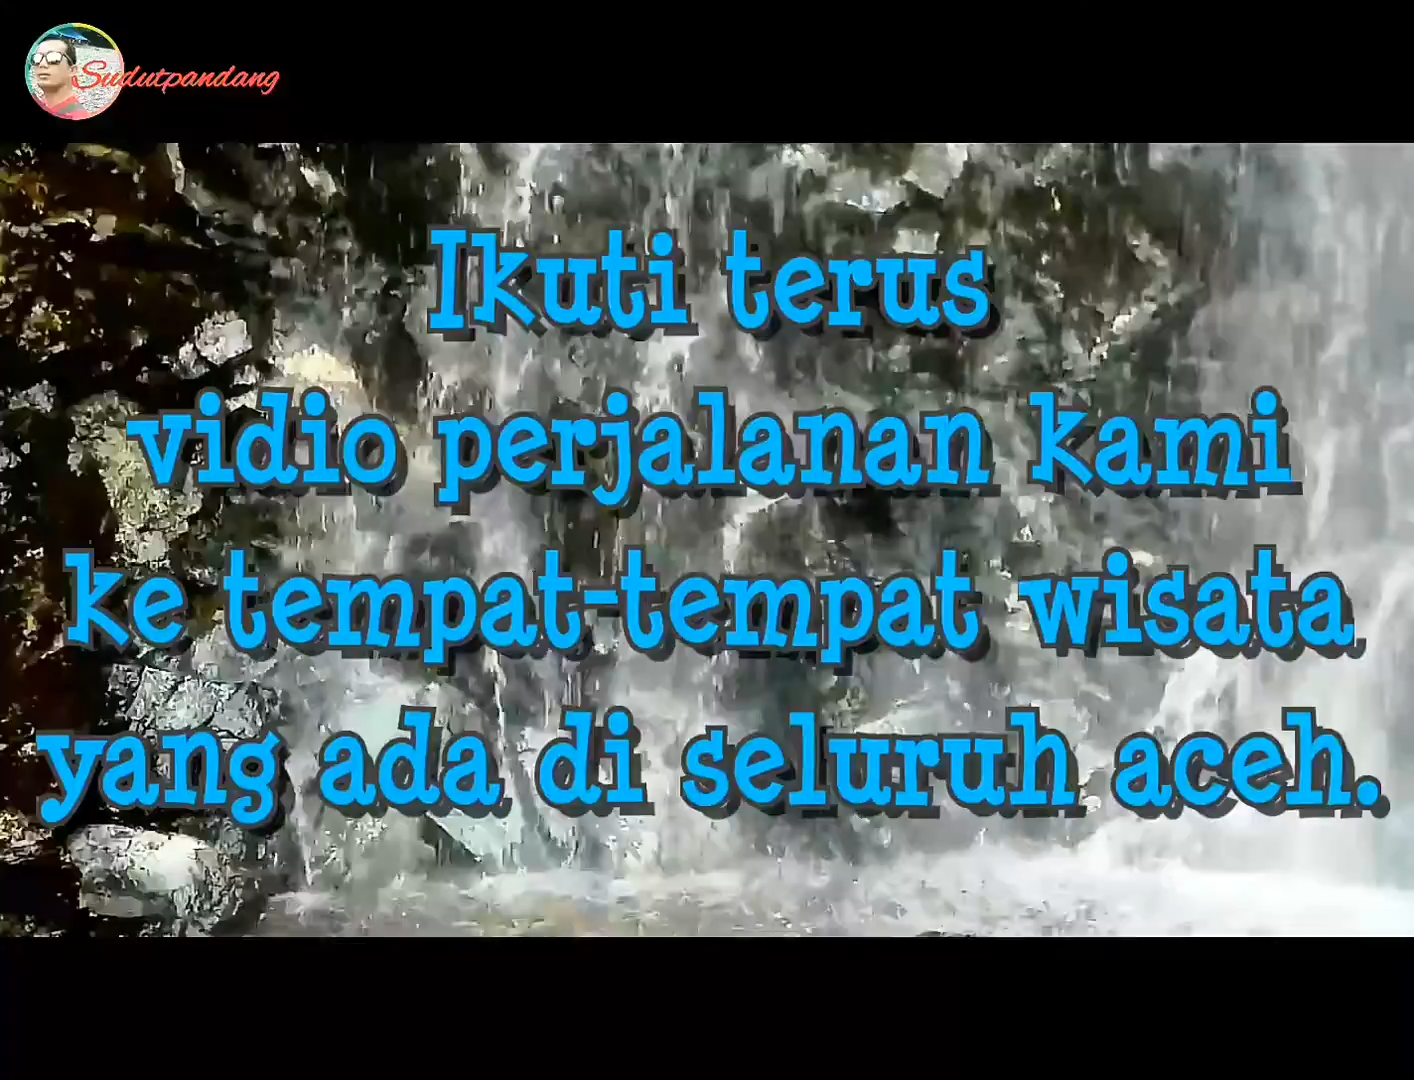 Sudutpandang
Ikuti terus
vidio perjalanan kami
ke tempat-tempat wisata
yang ada di seluruh aceh.